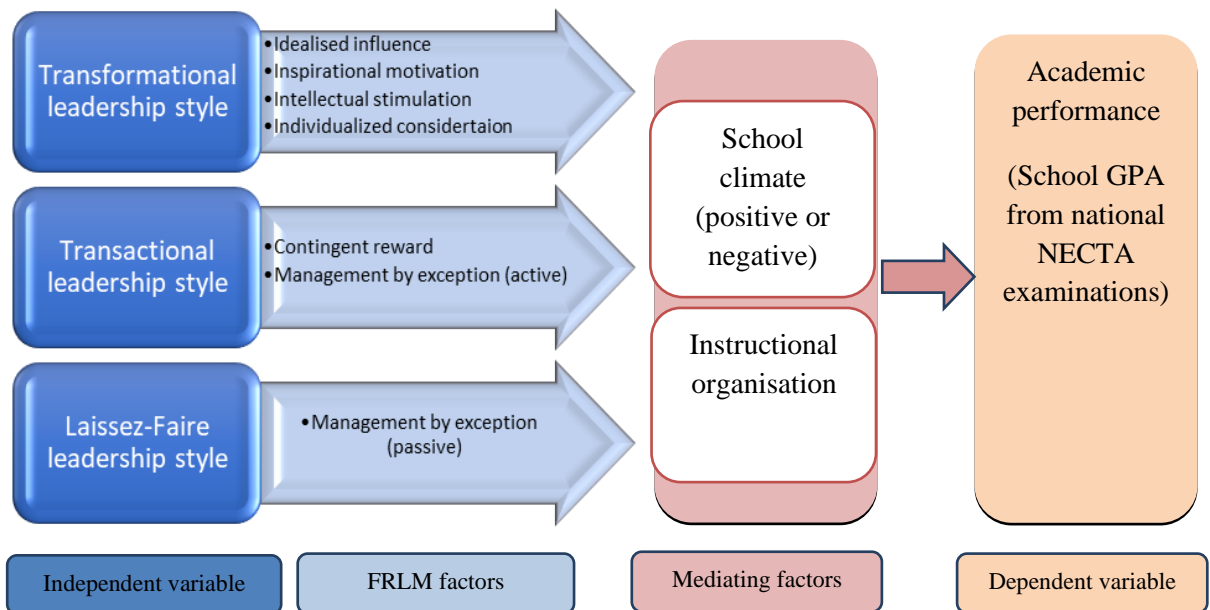 Transformational
leadership style
•Idealised influence
•Inspirational motivation
•Intellectual stimulation
•Individualized considertaion
Transactional
leadership style
•Contingent reward
•Management by exception (active)
Laissez-Faire
leadership style
•Management by exception
(passive)
School
climate
(positive or
negative)
Instructional
organisation
Academic
performance
(School GPA
from national
NECTA
examinations)
Independent variable
FRLM factors
Mediating factors
Dependent variable